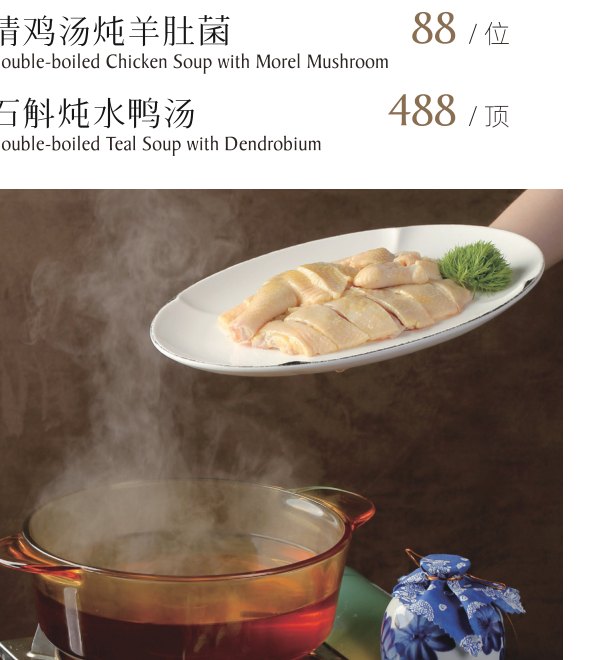 清鸡汤炖羊肚菌 88 / 位
ouble-boiled Chicken Soup with Morel Mushroom
石斛炖水鸭汤 488 / 顶
ouble-boiled Teal Soup with Dendrobium